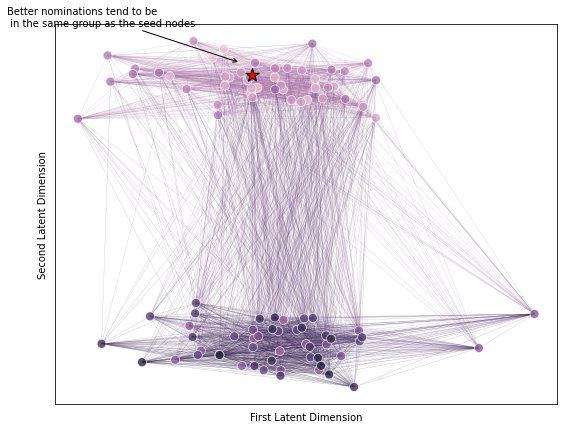 Better nominations tend to be
in the same group as the seed nodes
Second Latent Dimension
First Latent Dimension